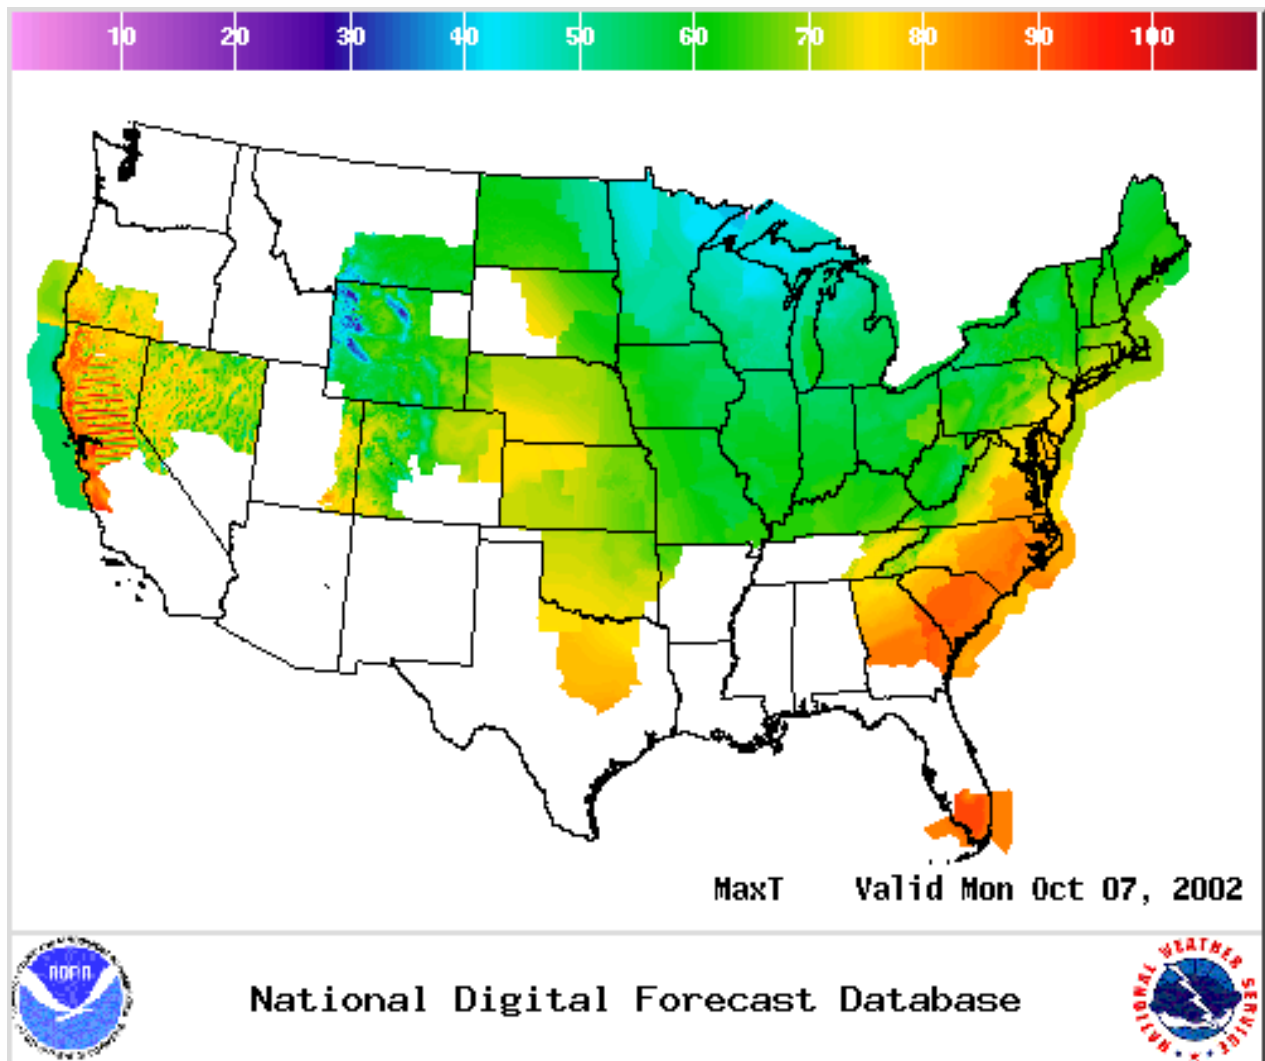 10 20 30 40 50 60 70 80 90 100
MaxT Valid Mon Oct 07, 2002
NOAA
National Digital Forecast Database
NATIONAL WEATHER SERVICE